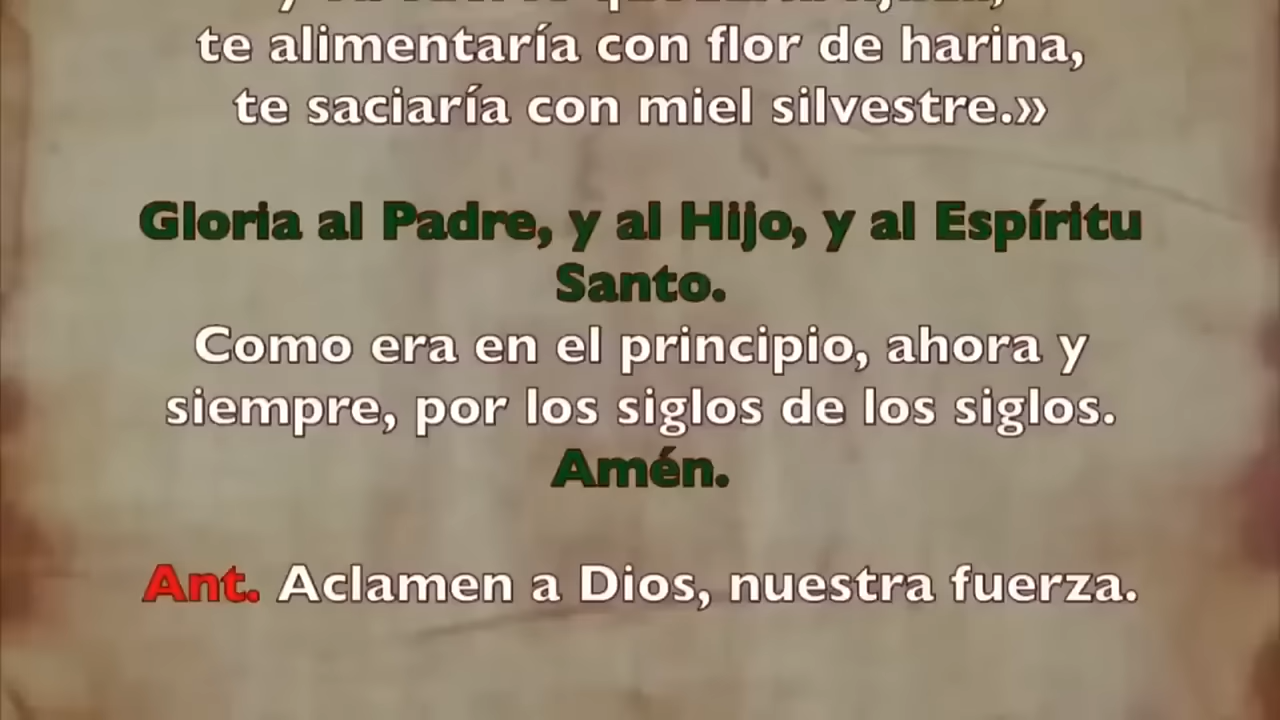 te alimentaría con flor de harina,
te saciaría con miel silvestre.»
Gloria al Padre, y al Hijo, y al Espíritu
Santo.
Como era en el principio, ahora y
siempre, por los siglos de los siglos.
Amén.
Ant. Aclamen a Dios, nuestra fuerza.